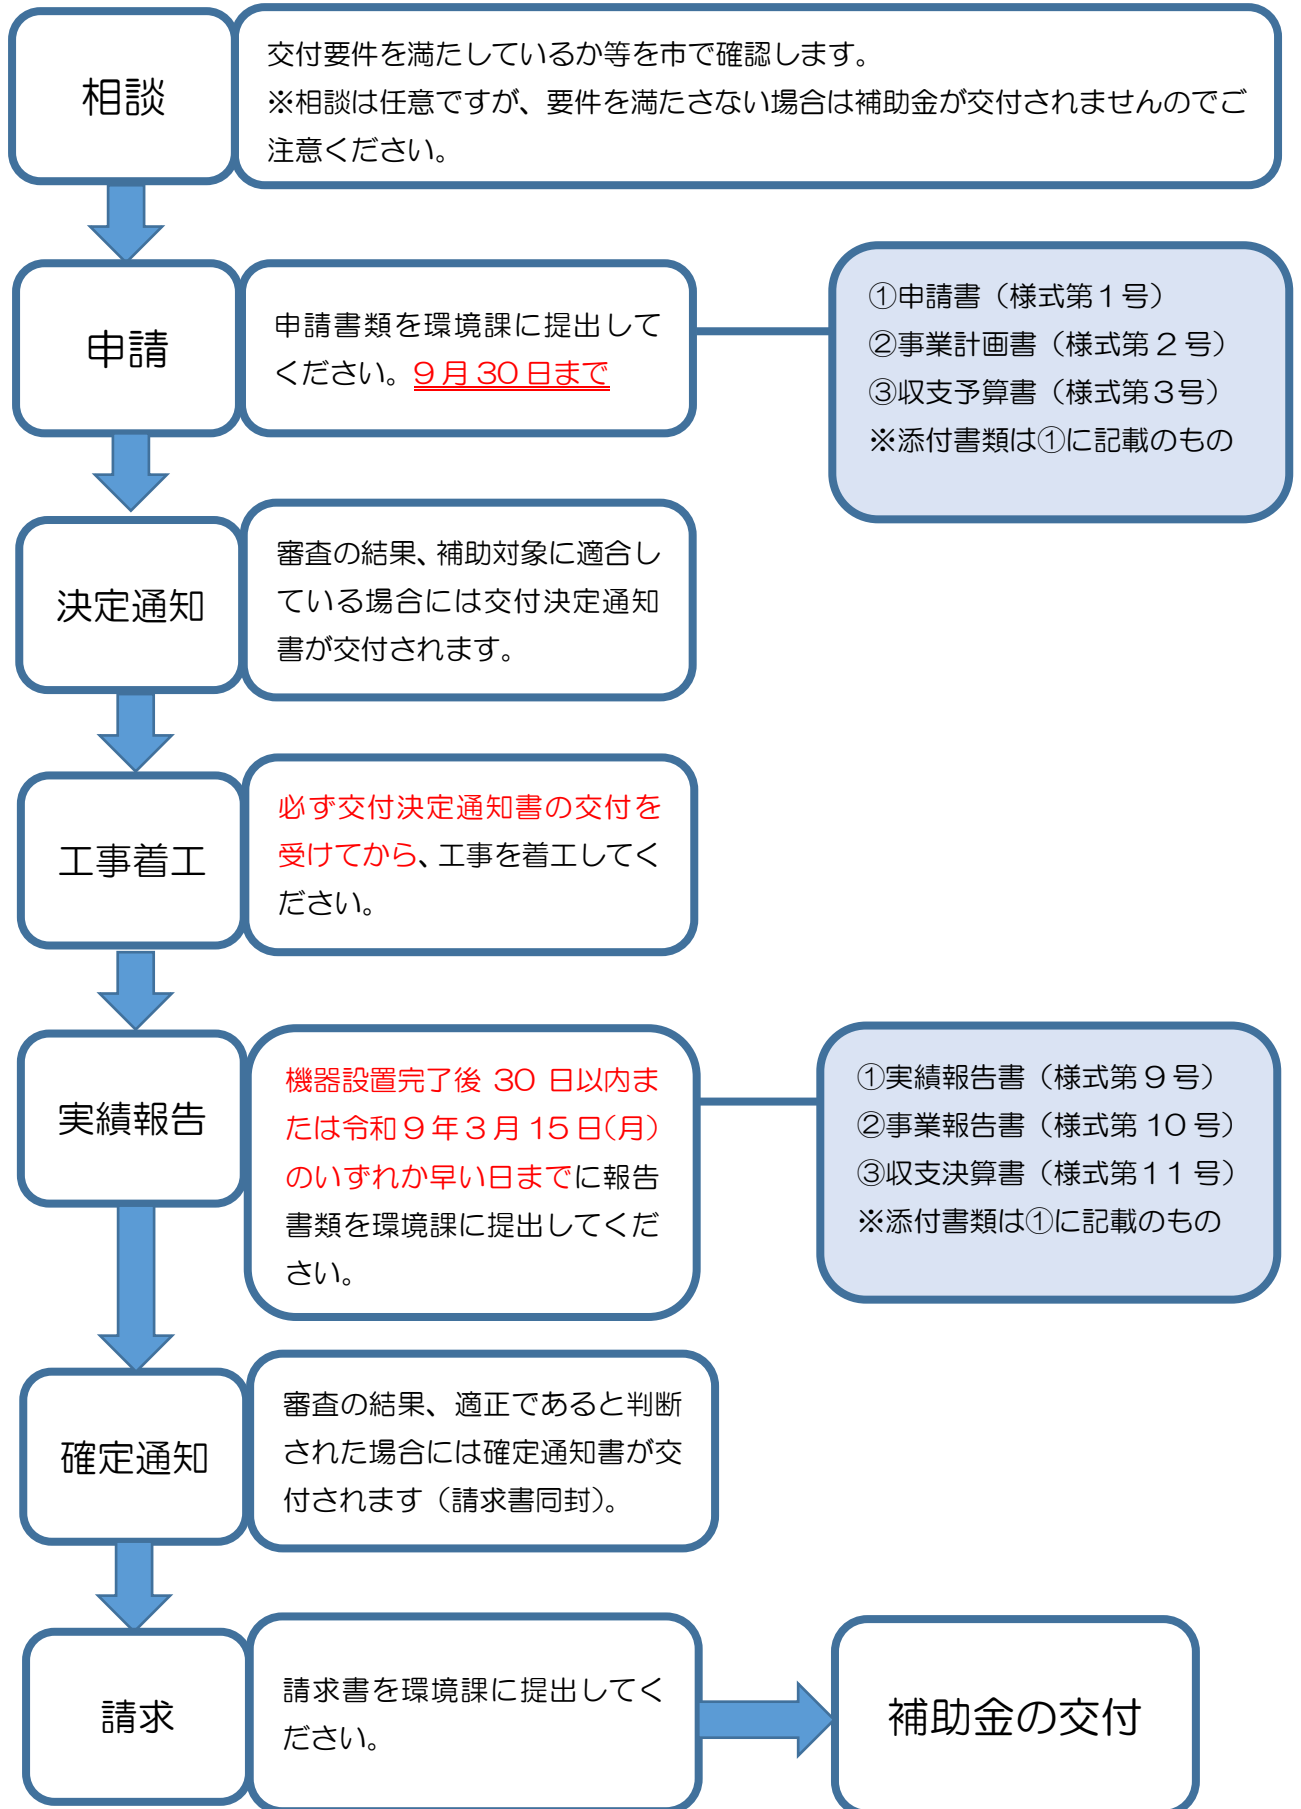 相談
交付要件を満たしているか等を市で確認します。
※相談は任意ですが、要件を満たさない場合は補助金が交付されませんのでご
注意ください。
申請
申請書類を環境課に提出して
ください。9月30日まで
①申請書（様式第１号）
②事業計画書（様式第２号）
③収支予算書（様式第３号）
※添付書類は①に記載のもの
決定通知
審査の結果、補助対象に適合し
ている場合には交付決定通知
書が交付されます。
工事着工
必ず交付決定通知書の交付を
受けてから、工事を着工してく
ださい。
実績報告
機器設置完了後 30 日以内ま
たは令和９年３月 15 日（月）
のいずれか早い日までに報告
書類を環境課に提出してくだ
さい。
①実績報告書（様式第９号）
②事業報告書（様式第 10 号）
③収支決算書（様式第１１号）
※添付書類は①に記載のもの
確定通知
審査の結果、適正であると判断
された場合には確定通知書が交
付されます（請求書同封）。
請求
請求書を環境課に提出してく
ださい。
補助金の交付